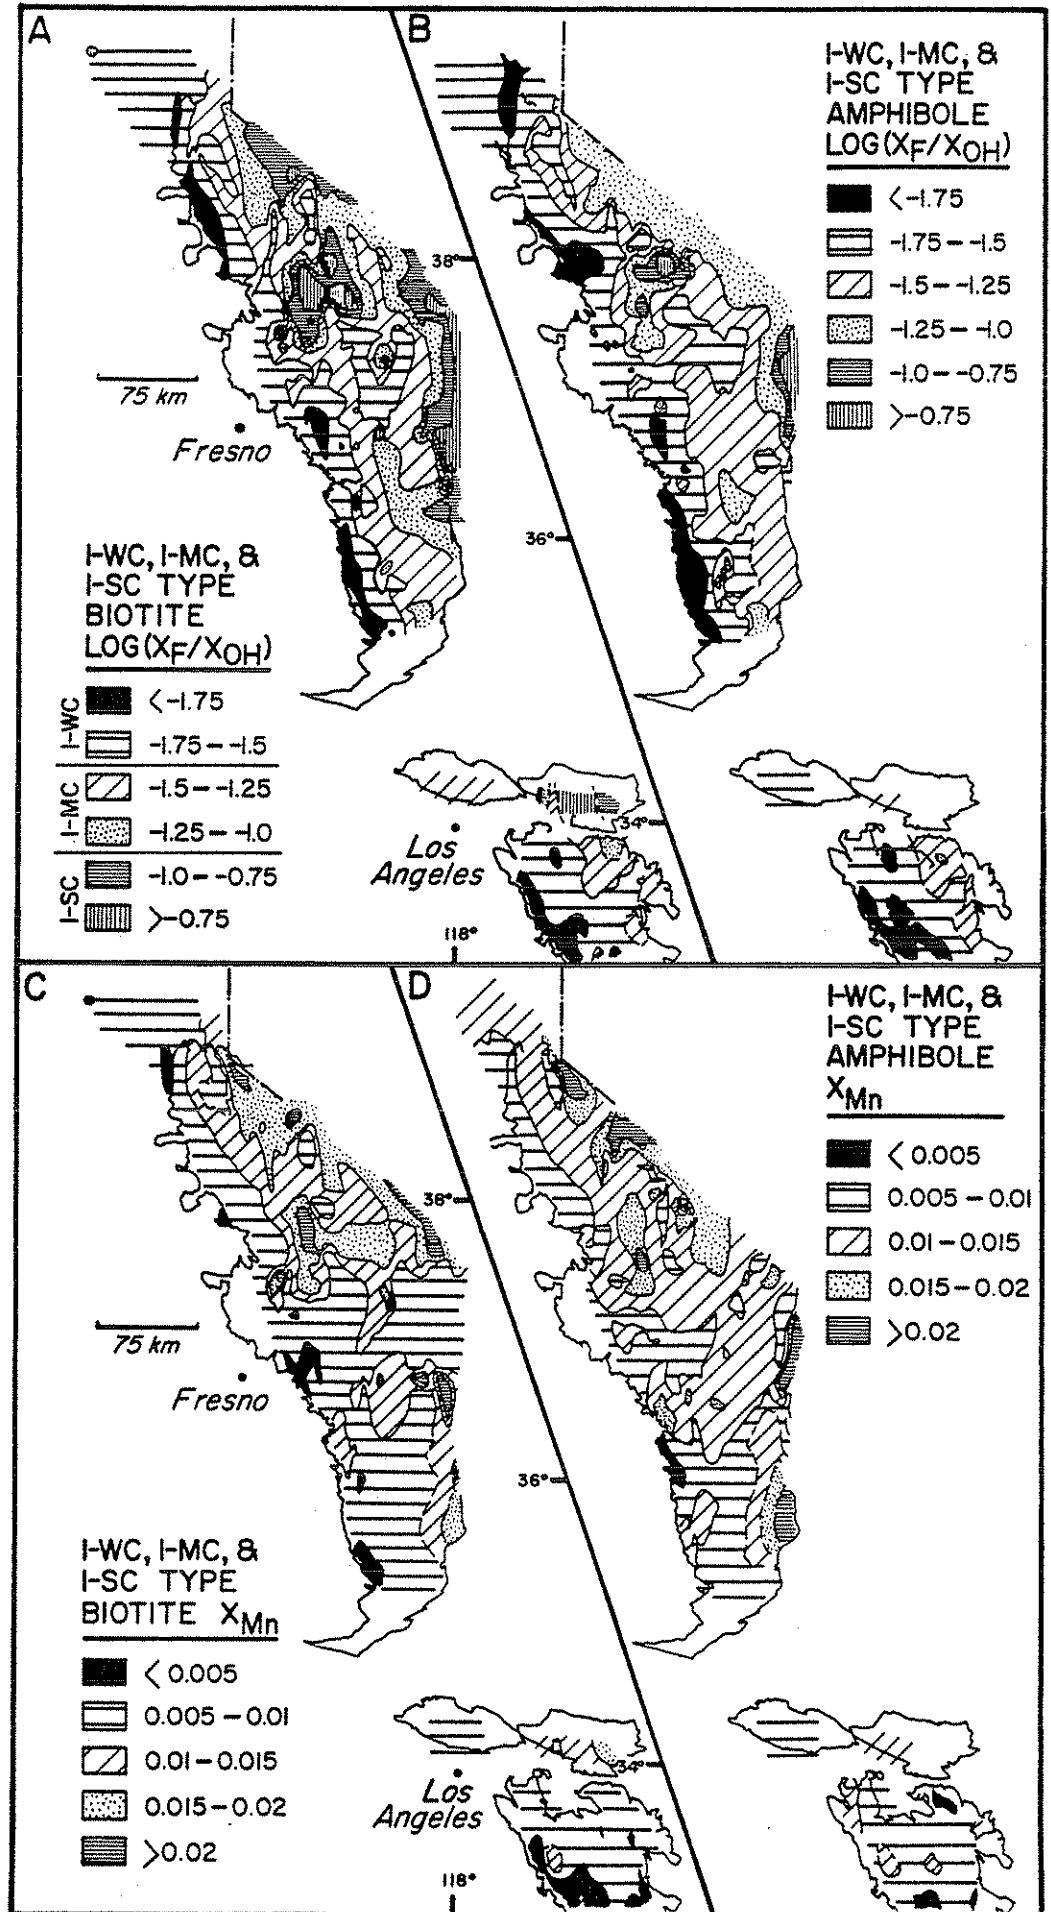 A
B
I-WC, I-MC, &
I-SC TYPE
AMPHIBOLE
LOG(XF/XOH)
<-1.75
-1.75--1.5
-1.5--1.25
-1.25--1.0
-1.0--0.75
>-0.75
38°
75 km
Fresno
36°
I-WC, I-MC, &
I-SC TYPE
BIOTITE
LOG(XF/XOH)
I-WC
<-1.75
-1.75--1.5
I-MC
-1.5--1.25
-1.25--1.0
I-SC
-1.0--0.75
>-0.75
34°
Los
Angeles
118°
C
D
I-WC, I-MC, &
I-SC TYPE
AMPHIBOLE
XMn
<0.005
0.005-0.01
0.01-0.015
0.015-0.02
>0.02
38°
75 km
Fresno
36°
I-WC, I-MC, &
I-SC TYPE
BIOTITE XMn
<0.005
0.005-0.01
0.01-0.015
0.015-0.02
>0.02
34°
Los
Angeles
118°